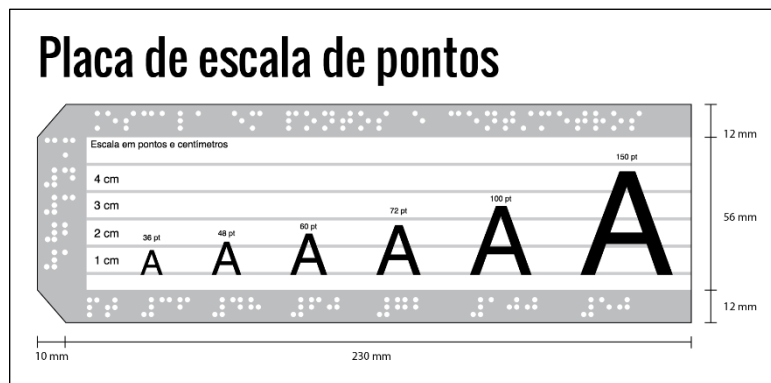 Placa de escala de pontos
Escala em pontos e centímetros
4 cm
3 cm
2 cm
1 cm
36 pt
48 pt
60 pt
72 pt
100 pt
150 pt
A A A A A A
12 mm
56 mm
12 mm
10 mm
230 mm